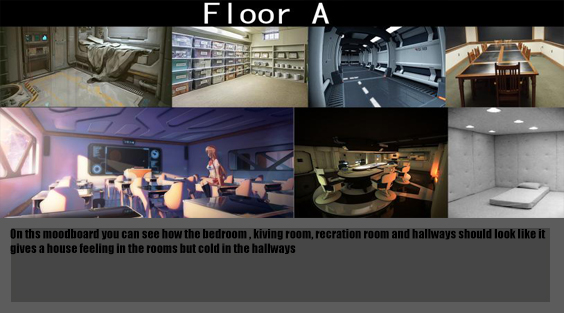 Floor A
On ths moodboard you can see how the bedroom , kiving room, recration room and hallways should look like it
gives a house feeling in the rooms but cold in the hallways